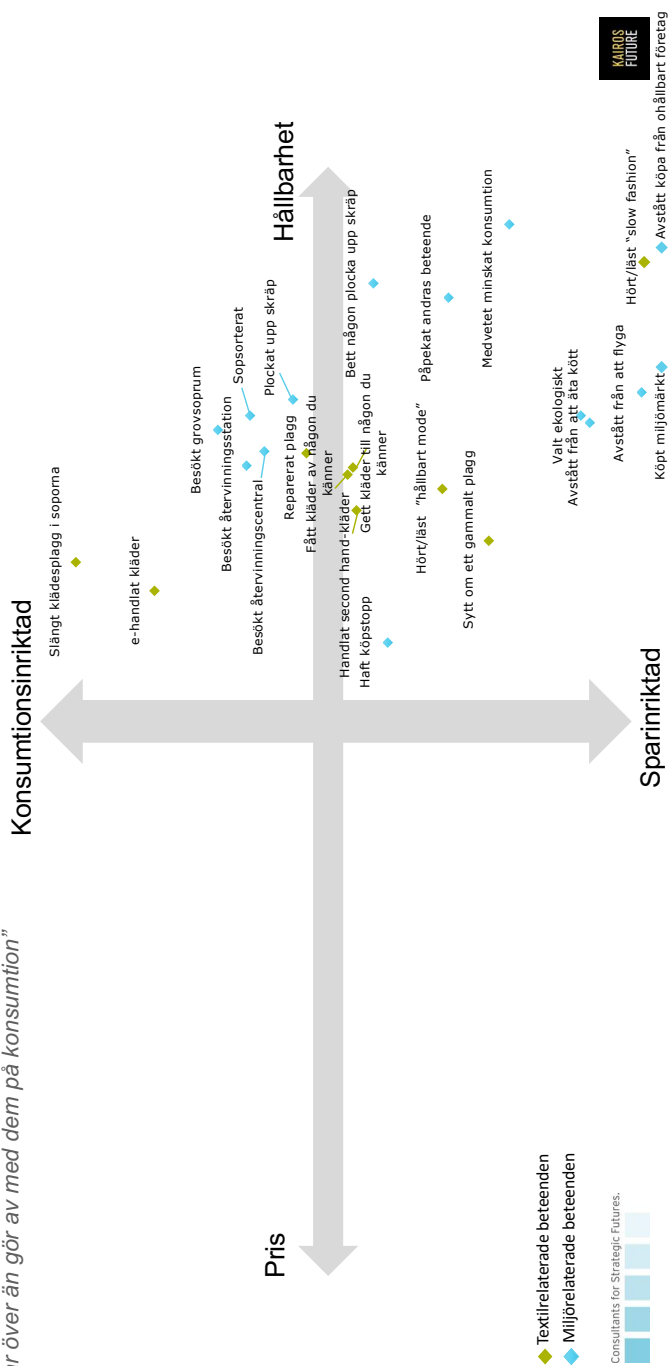 över än gör av med dem på konsumtion”
Konsumtionsinriktad
Slängt klädesplagg i soporna
e-handlat kläder
Besökt grovsoprum
Besökt återvinningsstation
Sopsorterat
Besökt återvinningscentral
Plockat upp skräp
Reparerat plagg
Fått kläder av någon du
känner
Pris
Hållbarhet
Handlat second hand-kläder
Gett kläder till någon du
känner
Haft köpstopp
Bett någon plocka upp skräp
Hört/läst ”hållbart mode”
Påpekat andras beteende
Sytt om ett gammalt plagg
Medvetet minskat konsumtion
Valt ekologiskt
Avstått från att äta kött
Avstått från att flyga
Hört/läst “slow fashion”
Köpt miljömärkt
Avstått köpa från ohållbart företag
Sparinriktad
Textilrelaterade beteenden
Miljörelaterade beteenden
Consultants for Strategic Futures.
KAIROS
FUTURE